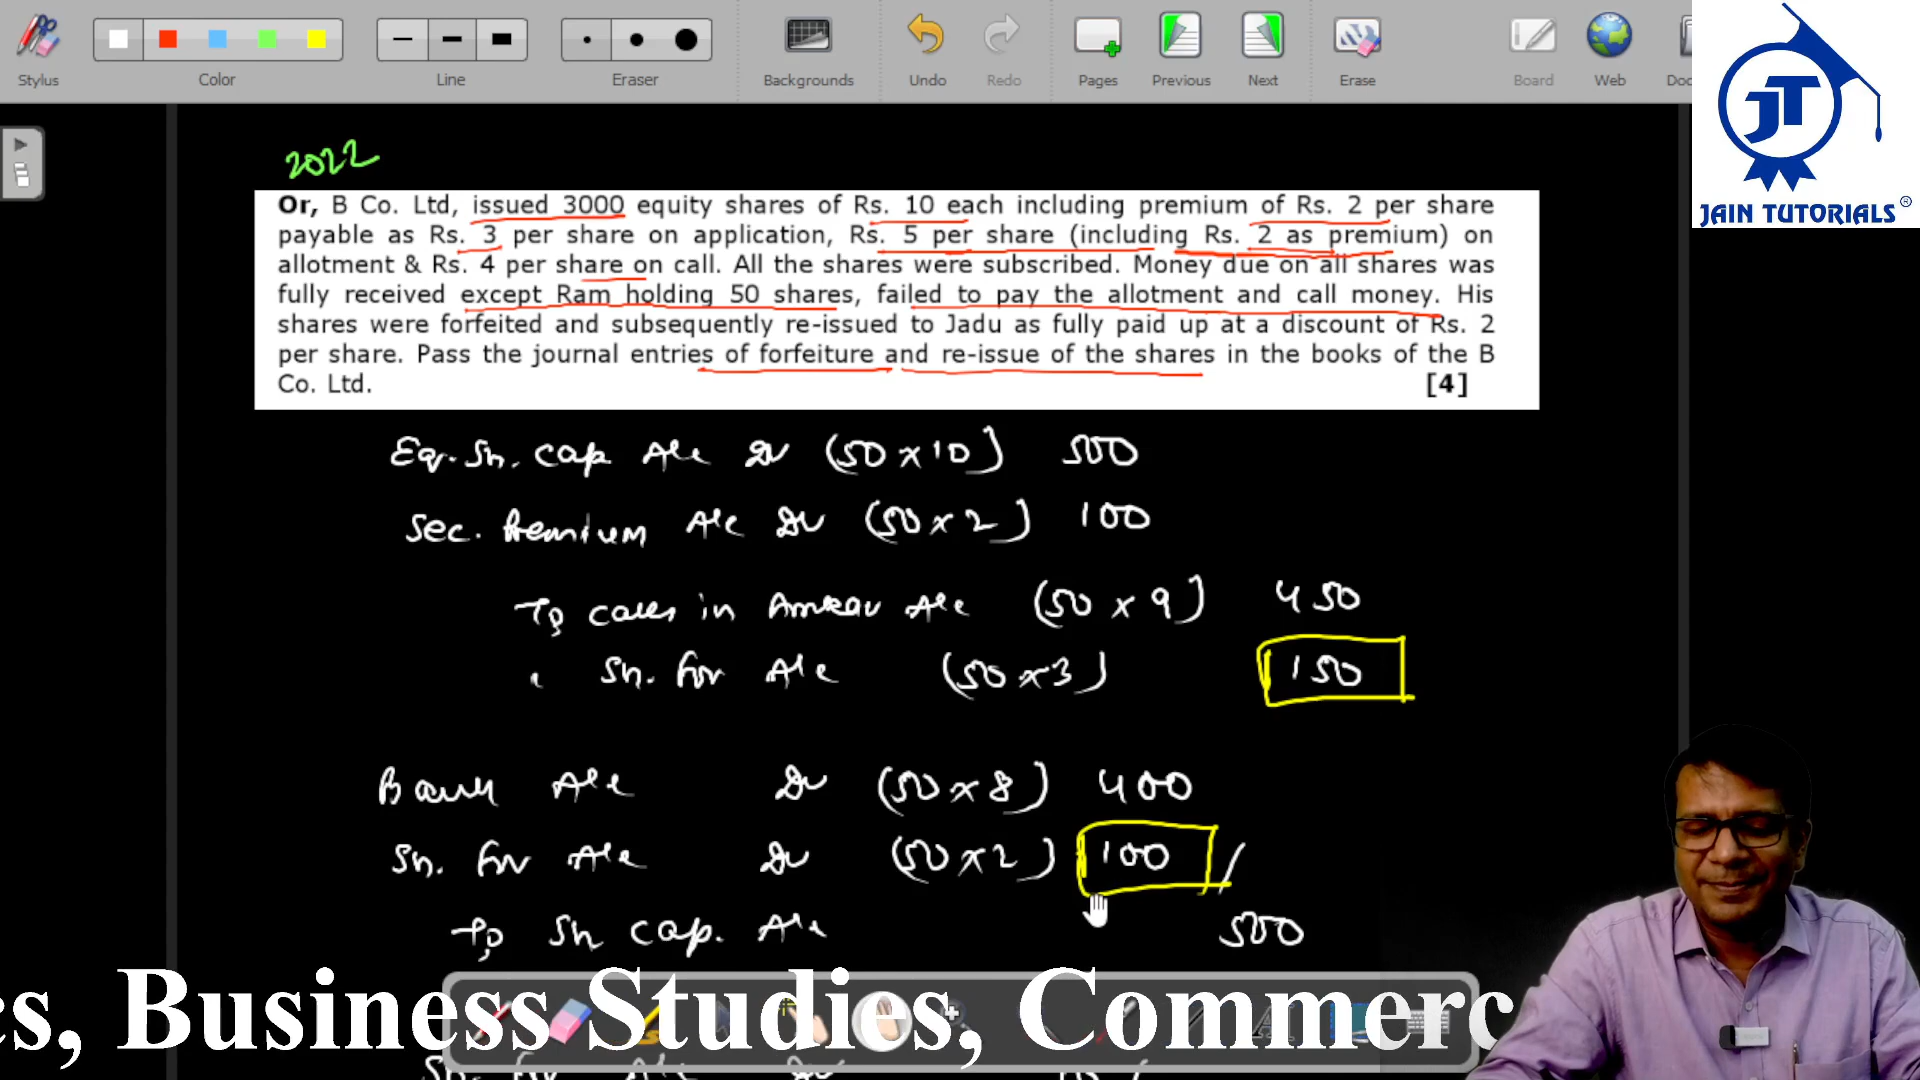 Stylus
Color
Line
Eraser
Backgrounds
Undo
Redo
Pages
Previous
Next
Erase
Board
Web
JT
JAIN TUTORIALS®
2022
Or, B Co. Ltd, issued 3000 equity shares of Rs. 10 each including premium of Rs. 2 per share
payable as Rs. 3 per share on application, Rs. 5 per share (including Rs. 2 as premium) on
allotment & Rs. 4 per share on call. All the shares were subscribed. Money due on all shares was
fully received except Ram holding 50 shares, failed to pay the allotment and call money. His
shares were forfeited and subsequently re-issued to Jadu as fully paid up at a discount of Rs. 2
per share. Pass the journal entries of forfeiture and re-issue of the shares in the books of the B
Co. Ltd. [4]
Eq. Sh. cap A/c Dr (50 x 10) 500
Sec. Premium A/c Dr (50 x 2) 100
To calls in Arrear A/c (50 x 9) 450
" Sh. for A/c (50 x 3) 150
Bank A/c Dr (50 x 8) 400
Sh. for A/c Dr (50 x 2) 100 /
To Sh cap. A/c 500
cs, Business Studies, Commerc